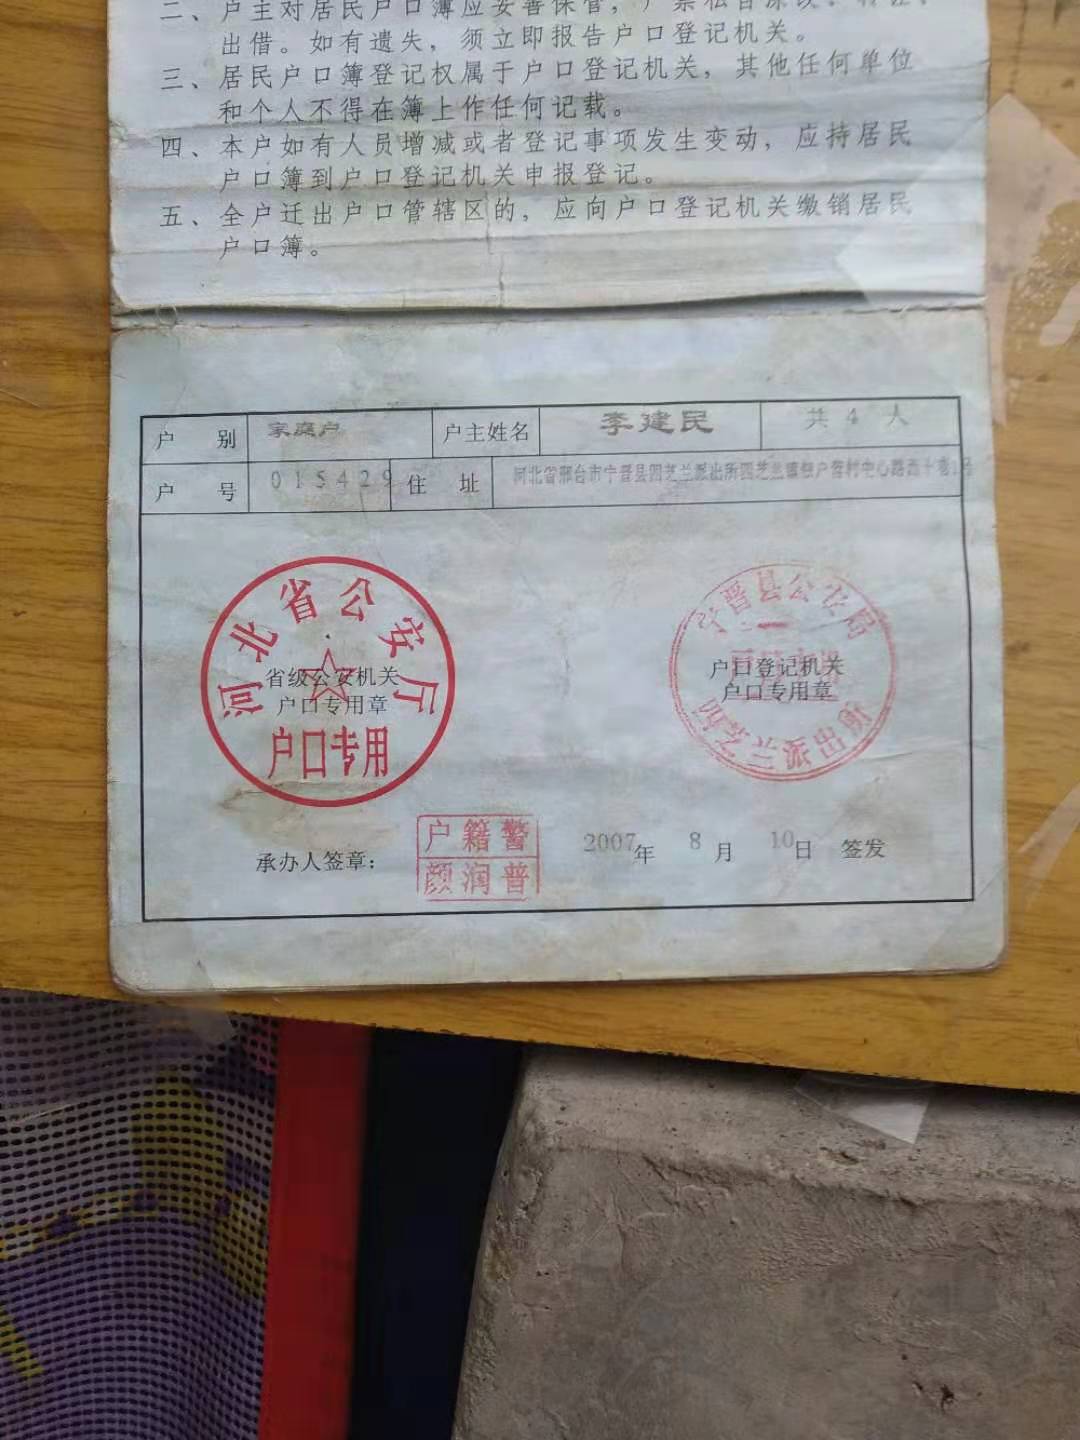 二、户主对居民户口簿应妥善保管，严禁私自涂改、转让、
出借。如有遗失，须立即报告户口登记机关。
三、居民户口簿登记权属于户口登记机关，其他任何单位
和个人不得在簿上作任何记载。
四、本户如有人员增减或者登记事项发生变动，应持居民
户口簿到户口登记机关申报登记。
五、全户迁出户口管辖区的，应向户口登记机关缴销居民
户口簿。
户 别 家庭户 户主姓名 李建民 共 4 人
户 号 015429 住 址 河北省邢台市宁晋县四芝兰派出所四芝兰镇 户营村中心路西十巷1号
河北省公安厅
省级公安机关
户口专用章
户口专用
宁晋县公安局
户口登记机关
户口专用章
四芝兰派出所
承办人签章：
户籍警
颜润普
2007年 8月 10日 签发